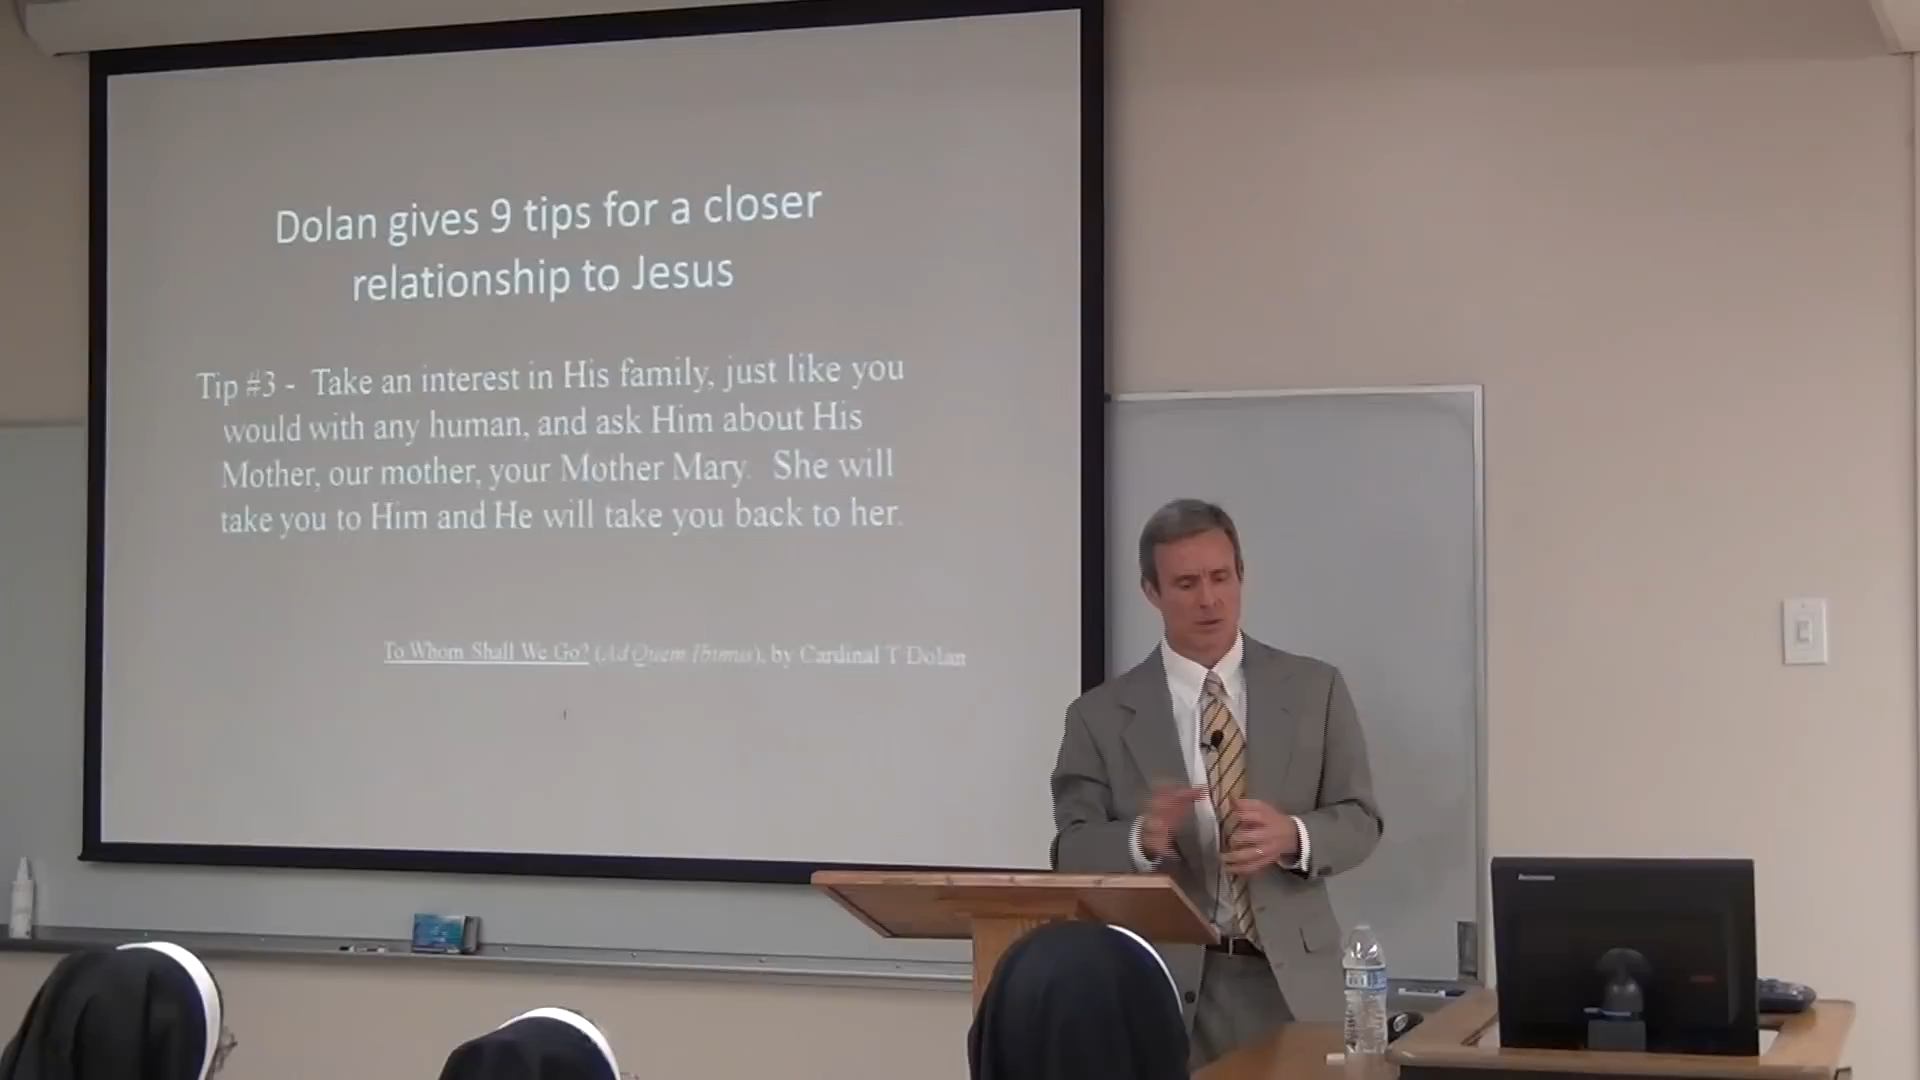 Dolan gives 9 tips for a closer
relationship to Jesus
Tip #3 - Take an interest in His family, just like you
would with any human, and ask Him about His
Mother, our mother, your Mother Mary. She will
take you to Him and He will take you back to her.
To Whom Shall We Go? (Ad Quem Ibimus), by Cardinal T Dolan
lenovo